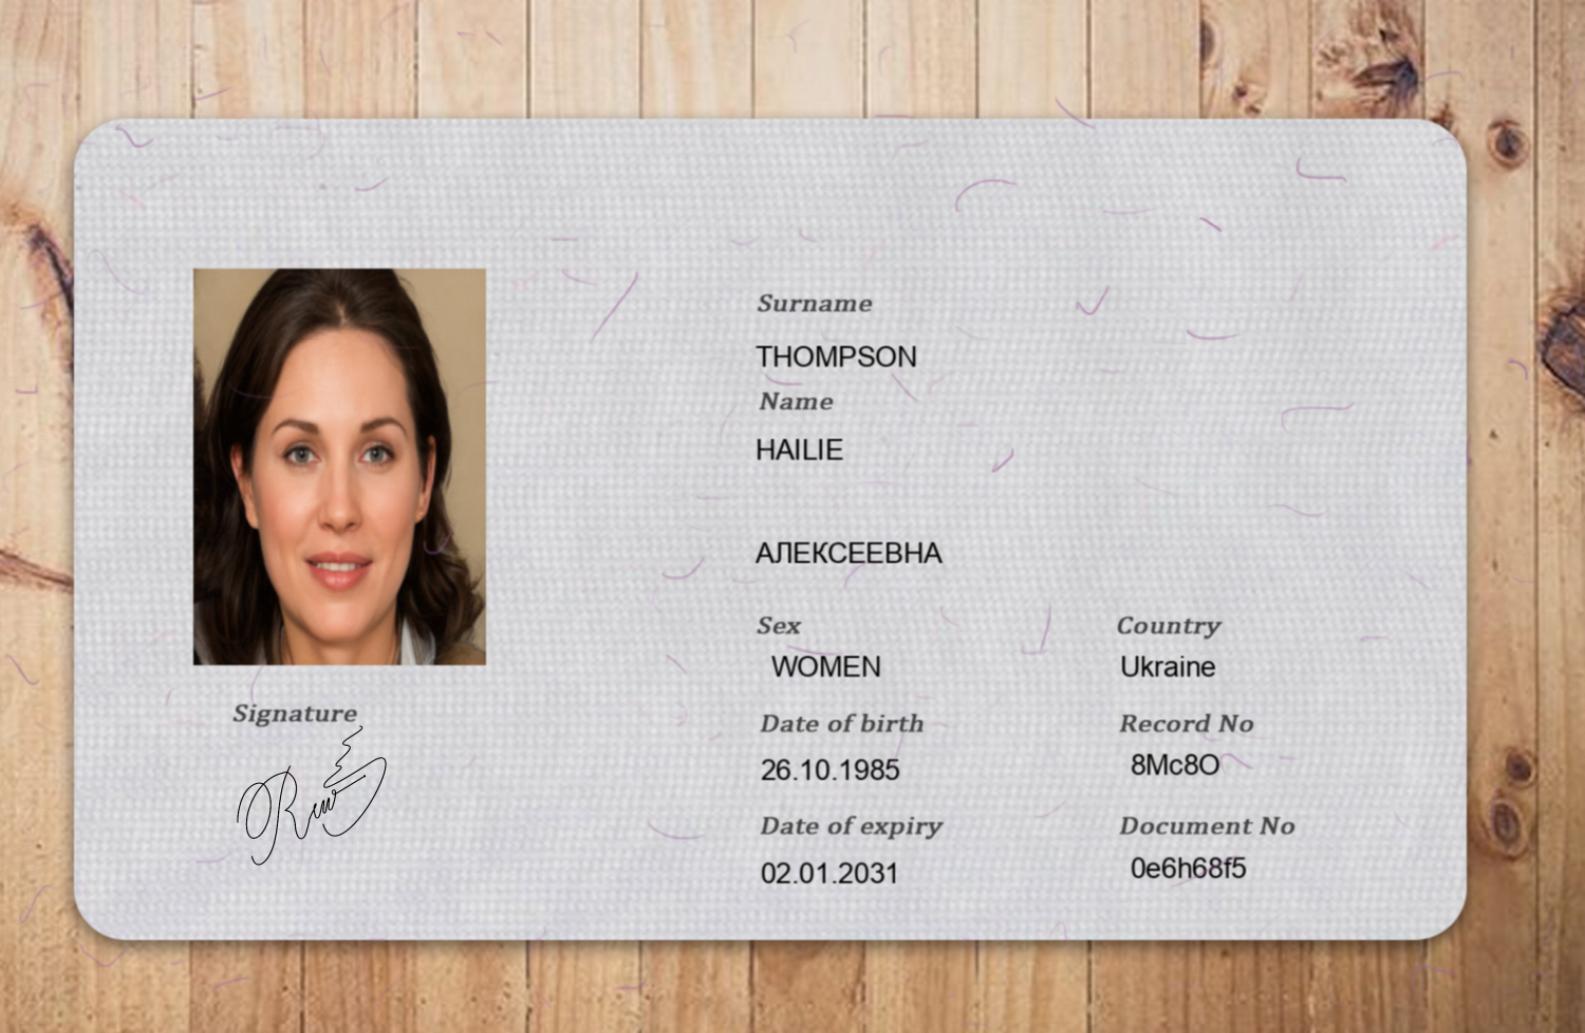 Surname
THOMPSON
Name
HAILIE
АЛЕКСЕЕВНА
Sex
WOMEN
Country
Ukraine
Date of birth
26.10.1985
Record No
8Mc8O
Date of expiry
02.01.2031
Document No
0e6h68f5
Signature